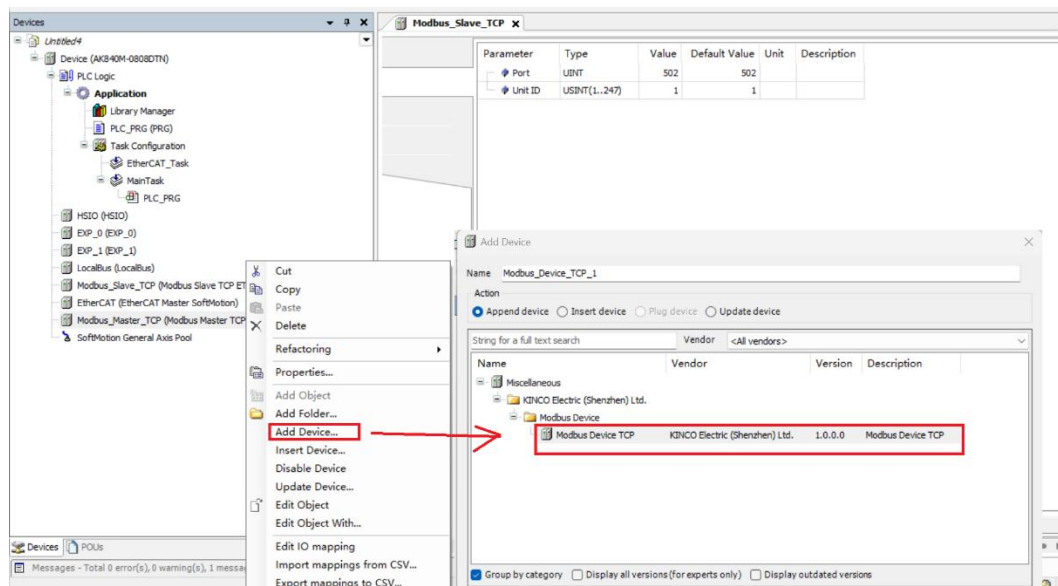 Devices
Untitled4
Device (AK840M-0808DTN)
PLC Logic
Application
Library Manager
PLC_PRG (PRG)
Task Configuration
EtherCAT_Task
MainTask
PLC_PRG
HSIO (HSIO)
EXP_0 (EXP_0)
EXP_1 (EXP_1)
LocalBus (LocalBus)
Modbus_Slave_TCP (Modbus Slave TCP ET
EtherCAT (EtherCAT Master SoftMotion)
Modbus_Master_TCP (Modbus Master TCP
SoftMotion General Axis Pool
Devices POUs
Messages - Total 0 error(s), 0 warning(s), 1 messa
Cut
Copy
Paste
Delete
Refactoring
Properties...
Add Object
Add Folder...
Add Device...
Insert Device...
Disable Device
Update Device...
Edit Object
Edit Object With...
Edit IO mapping
Import mappings from CSV...
Export mappings to CSV...
Modbus_Slave_TCP X
Parameter Type Value Default Value Unit Description
Port UINT 502 502
Unit ID USINT(1..247) 1 1
Add Device
Name Modbus_Device_TCP_1
Action
Append device Insert device Plug device Update device
String for a full text search Vendor <All vendors>
Name Vendor Version Description
Miscellaneous
KINCO Electric (Shenzhen) Ltd.
Modbus Device
Modbus Device TCP KINCO Electric (Shenzhen) Ltd. 1.0.0.0 Modbus Device TCP
Group by category Display all versions (for experts only) Display outdated versions